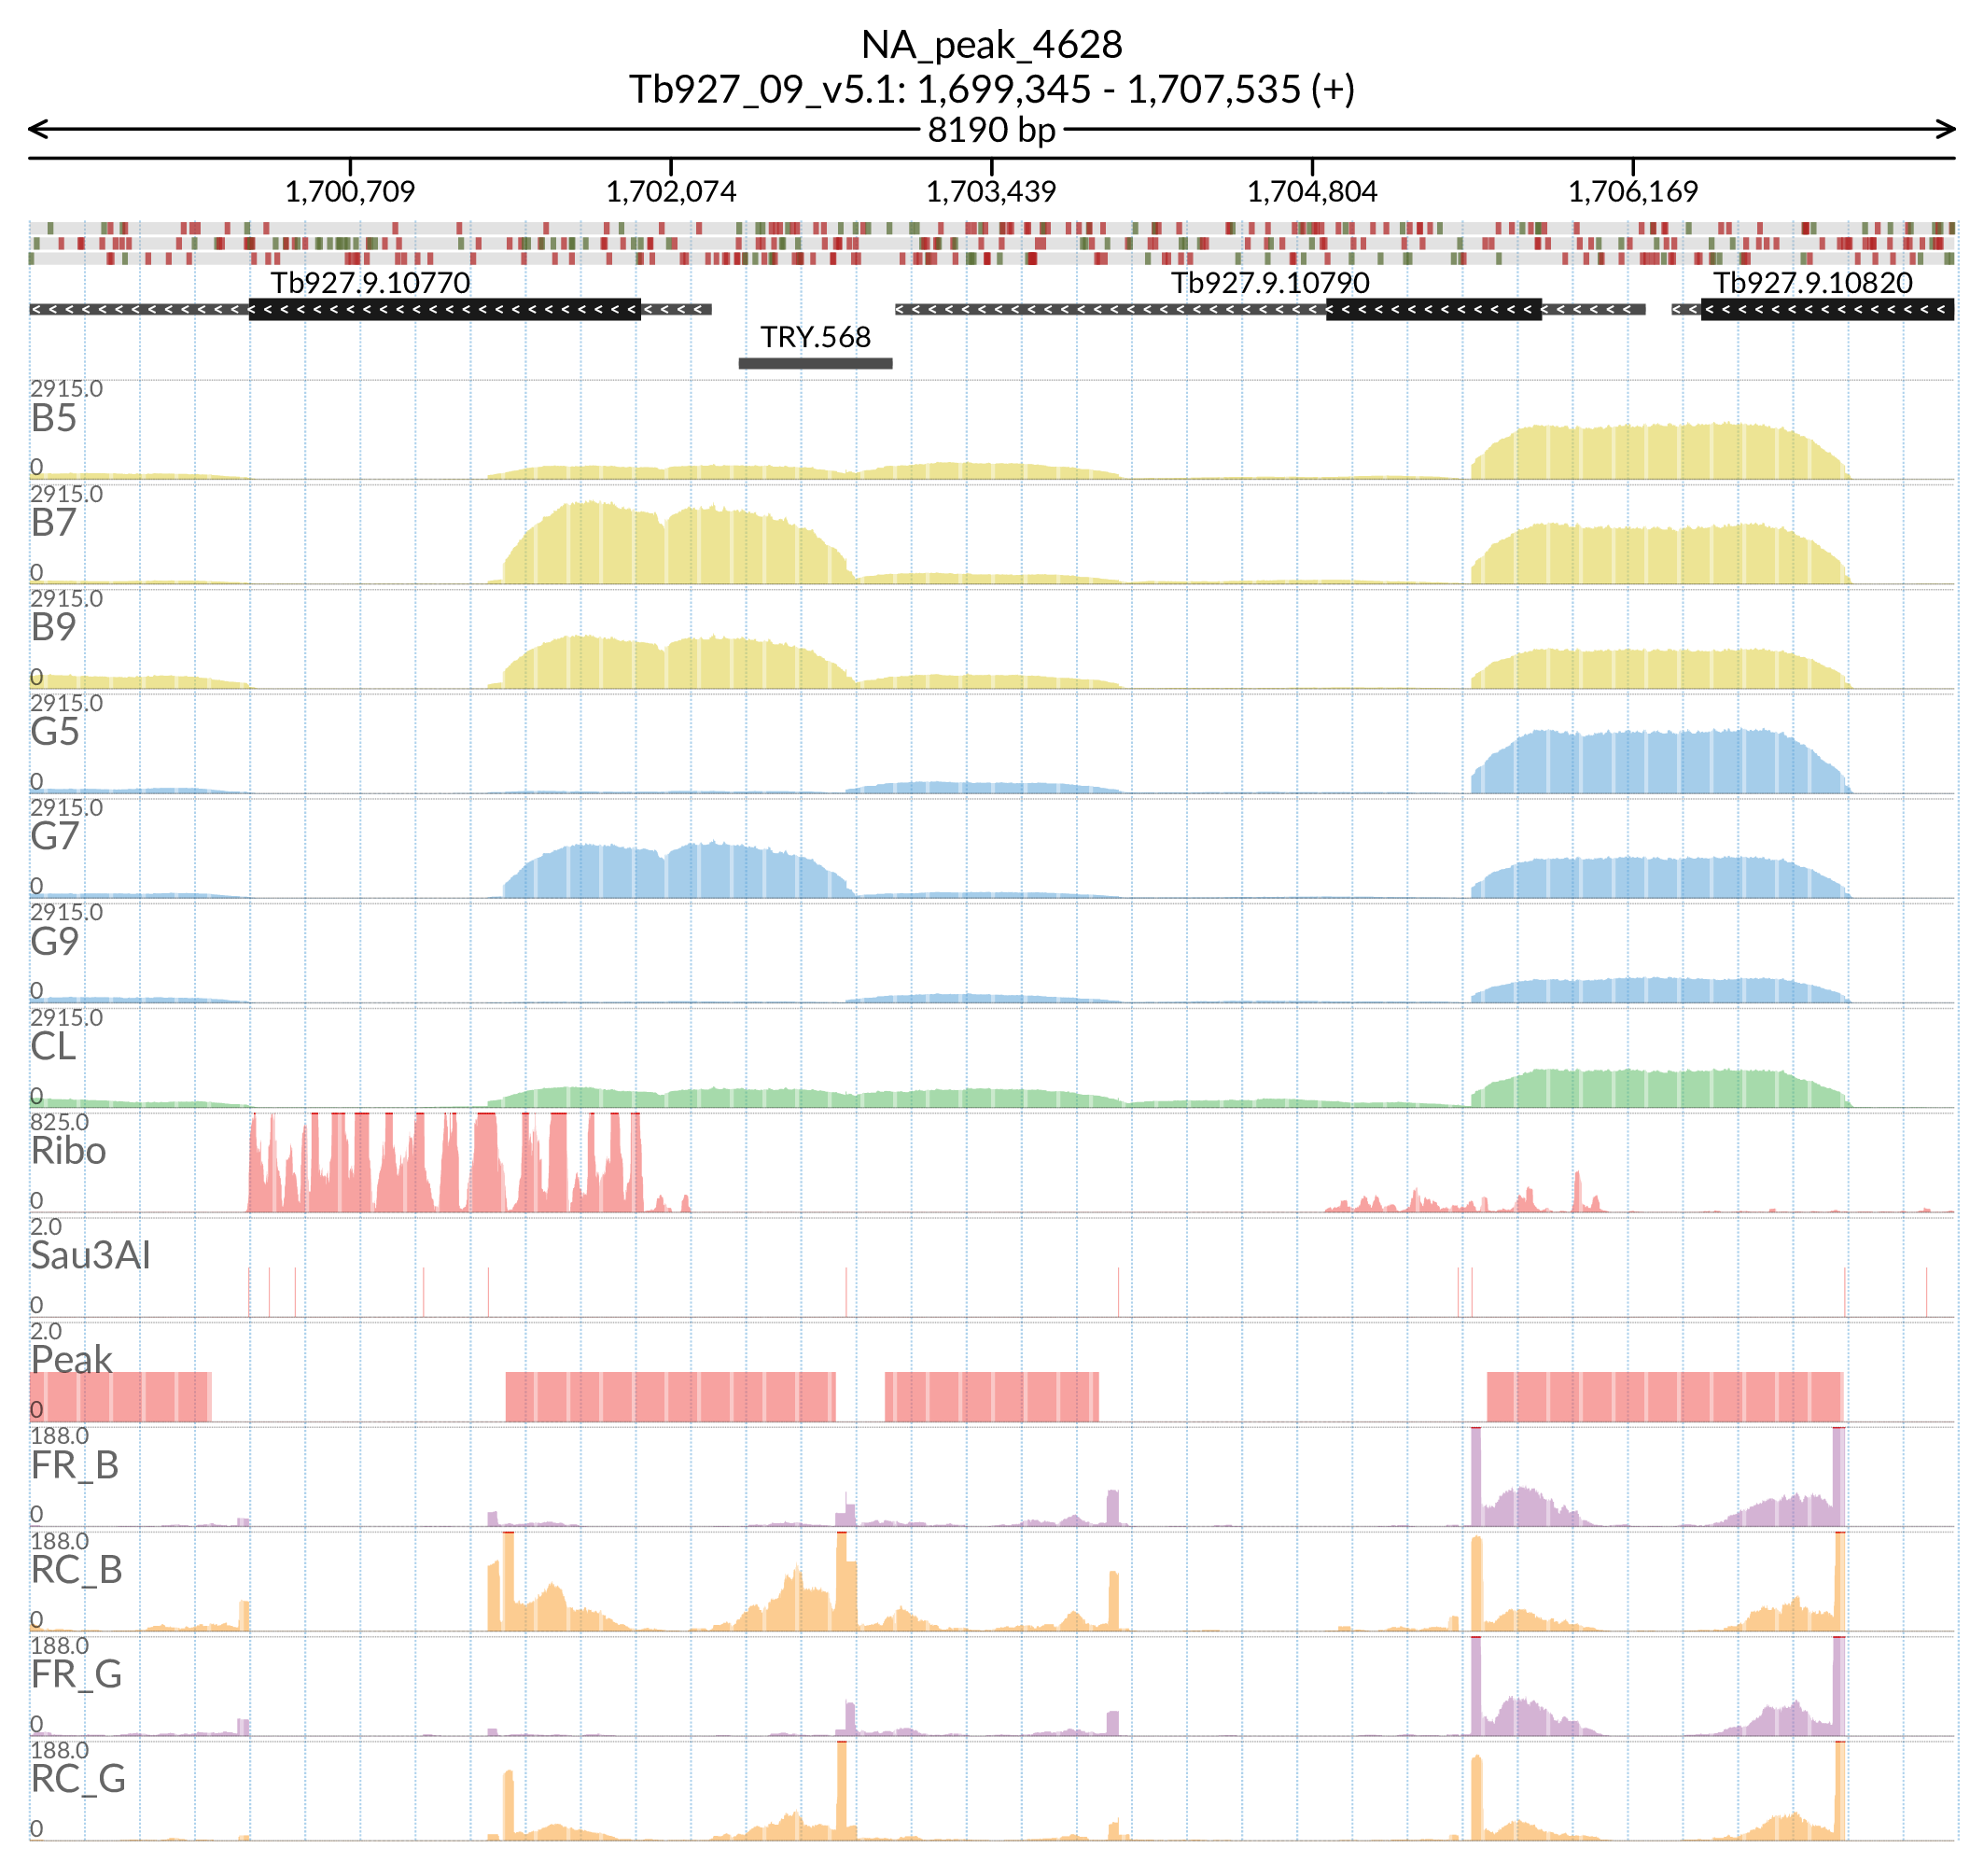 NA_peak_4628
Tb927_09_v5.1: 1,699,345 - 1,707,535 (+)
8190 bp
1,700,709 1,702,074 1,703,439 1,704,804 1,706,169
Tb927.9.10770 Tb927.9.10790 Tb927.9.10820
TRY.568
2915.0
B5
0
2915.0
B7
0
2915.0
B9
0
2915.0
G5
0
2915.0
G7
0
2915.0
G9
0
2915.0
CL
0
825.0
Ribo
0
2.0
Sau3AI
0
2.0
Peak
0
188.0
FR_B
0
188.0
RC_B
0
188.0
FR_G
0
188.0
RC_G
0